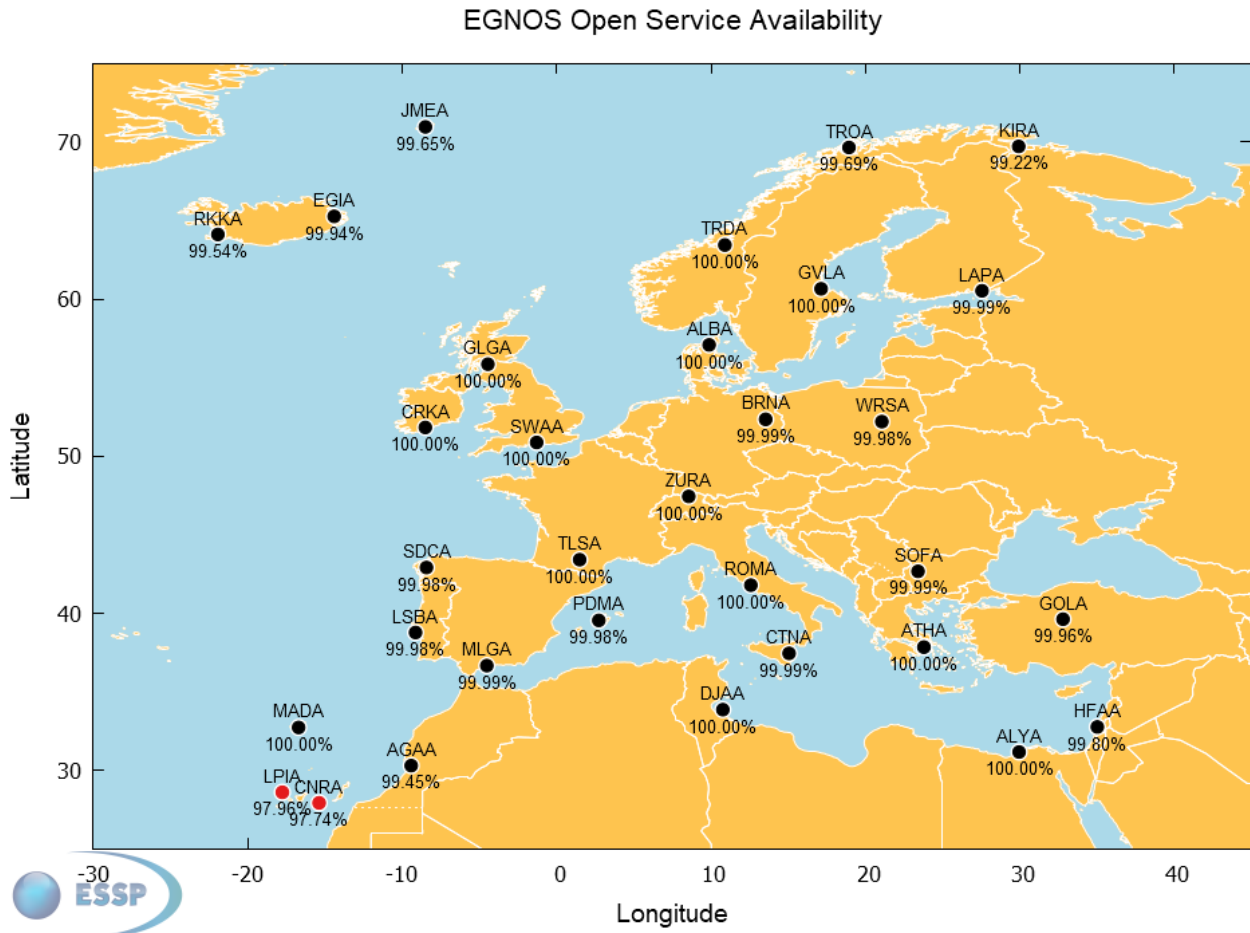 EGNOS Open Service Availability
JMEA
99.65%
TROA
99.69%
KIRA
99.22%
EGIA
99.94%
RKKA
99.54%
TRDA
100.00%
GVLA
100.00%
LAPA
99.99%
ALBA
100.00%
GLGA
100.00%
CRKA
100.00%
SWAA
100.00%
BRNA
99.99%
WRSA
99.98%
ZURA
100.00%
TLSA
100.00%
SDCA
99.98%
ROMA
100.00%
SOFA
99.99%
PDMA
99.98%
LSBA
99.98%
GOLA
99.96%
ATHA
100.00%
CTNA
99.99%
MLGA
99.99%
DJAA
100.00%
MADA
100.00%
HFAA
99.80%
ALYA
100.00%
AGAA
99.45%
LPIA
97.96%
CNRA
97.74%
70
60
50
40
30
Latitude
-30
-20
-10
0
10
20
30
40
Longitude
ESSP